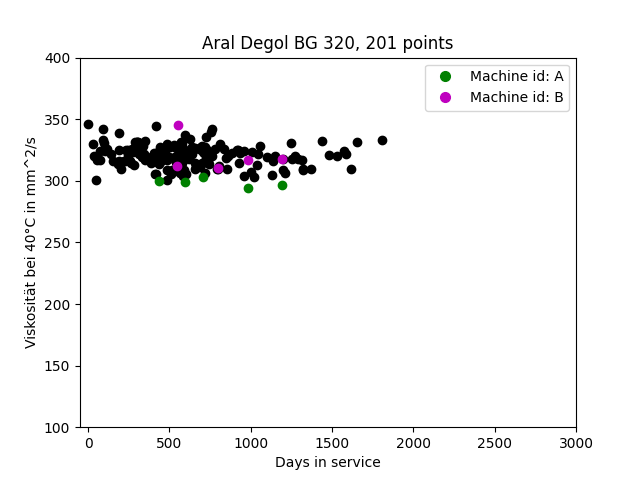 Aral Degol BG 320, 201 points
Viskosität bei 40°C in mm^2/s
400
350
300
250
200
150
100
Machine id: A
Machine id: B
0 500 1000 1500 2000 2500 3000
Days in service